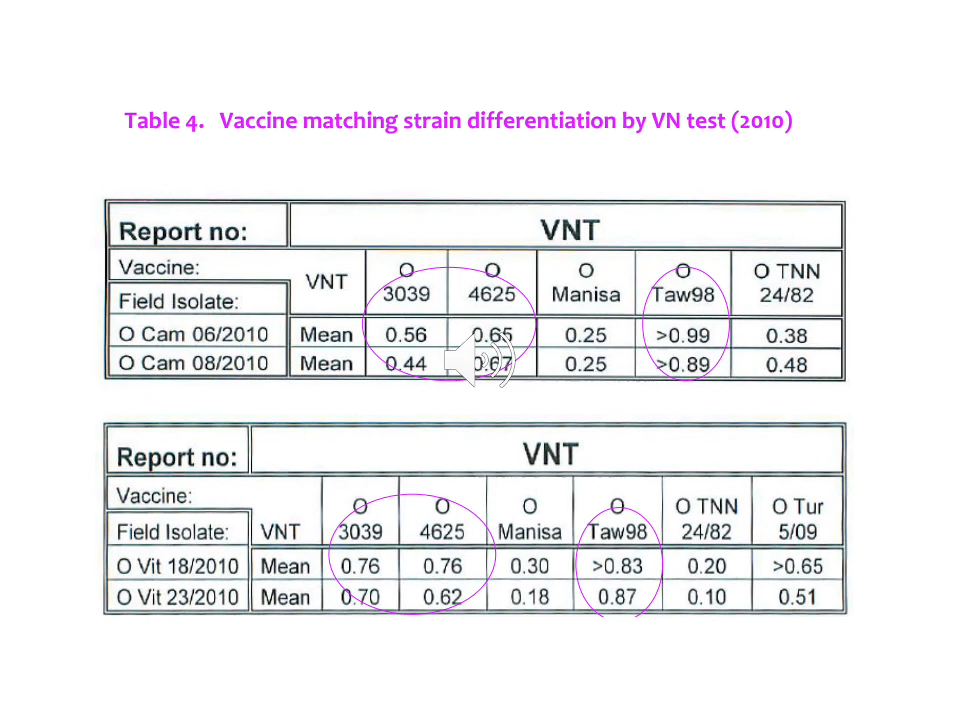 Table 4. Vaccine matching strain differentiation by VN test (2010)
Report no: VNT
Vaccine: VNT O 3039 O 4625 O Manisa O Taw98 O TNN 24/82
Field Isolate:
O Cam 06/2010 Mean 0.56 0.65 0.25 >0.99 0.38
O Cam 08/2010 Mean 0.44 0.67 0.25 >0.89 0.48
Report no: VNT
Vaccine: O O O O O TNN O Tur
Field Isolate: VNT 3039 4625 Manisa Taw98 24/82 5/09
O Vit 18/2010 Mean 0.76 0.76 0.30 >0.83 0.20 >0.65
O Vit 23/2010 Mean 0.70 0.62 0.18 0.87 0.10 0.51